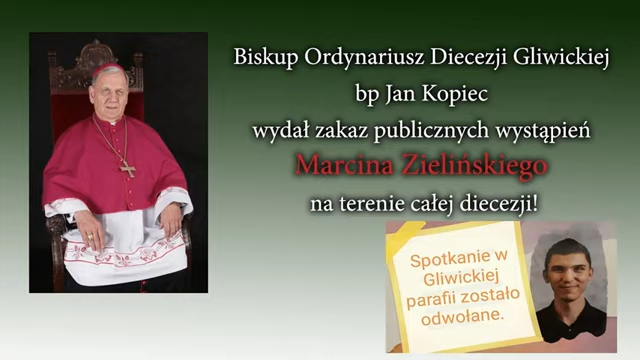 Biskup Ordynariusz Diecezji Gliwickiej
bp Jan Kopiec
wydał zakaz publicznych wystąpień
Marcina Zielińskiego
na terenie całej diecezji!
Spotkanie w
Gliwickiej
parafii zostało
odwołane.